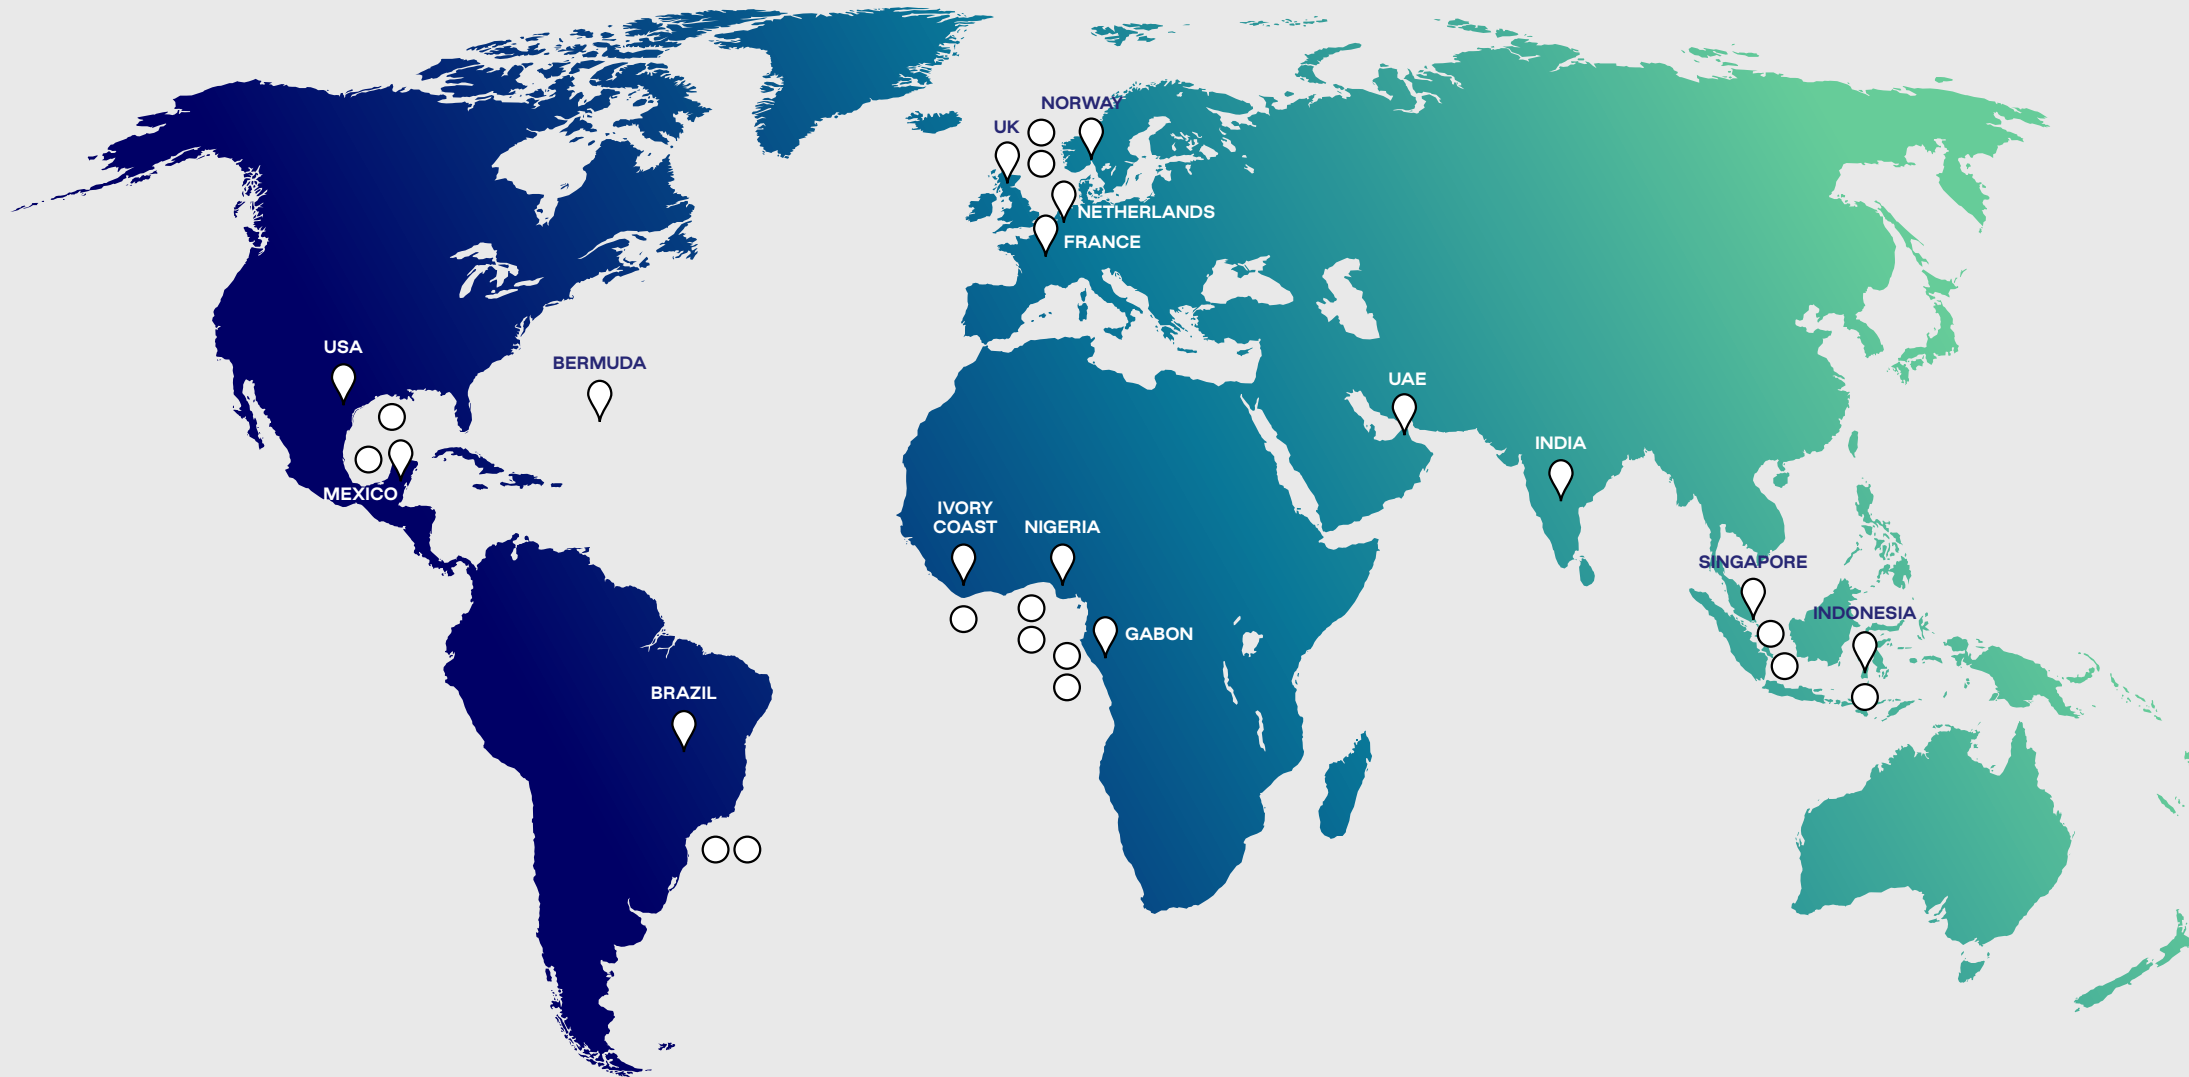 NORWAY
UK
NETHERLANDS
FRANCE
USA
BERMUDA
UAE
INDIA
MEXICO
IVORY
COAST
NIGERIA
SINGAPORE
INDONESIA
GABON
BRAZIL